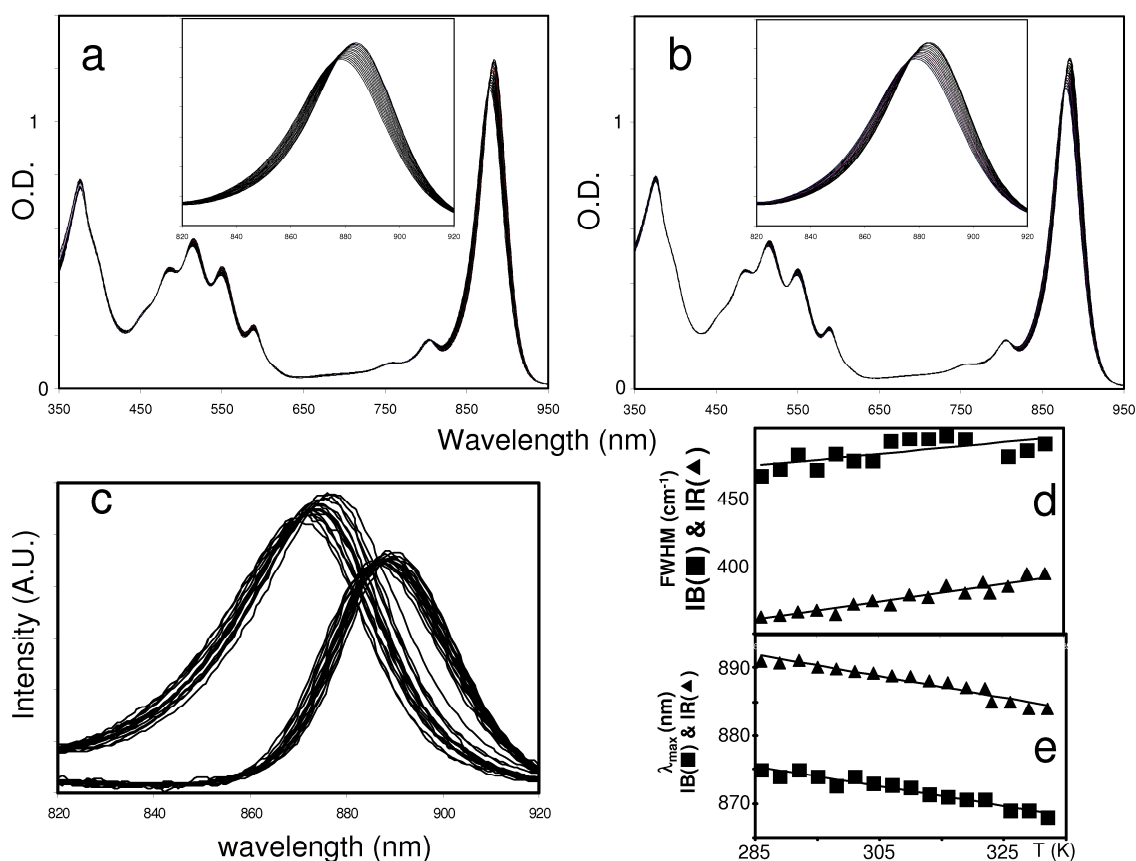 a
b
O.D.
1
0
820 840 860 880 900 920
350 450 550 650 750 850 950
O.D.
1
0
820 840 860 880 900 920
350 450 550 650 750 850 950
Wavelength (nm)
c
Intensity (A.U.)
820 840 860 880 900 920
wavelength (nm)
d
FWHM (cm-1)
IB(■) & IR(▲)
450
400
e
λmax (nm)
IB(■) & IR(▲)
890
880
870
285 305 325 T (K)